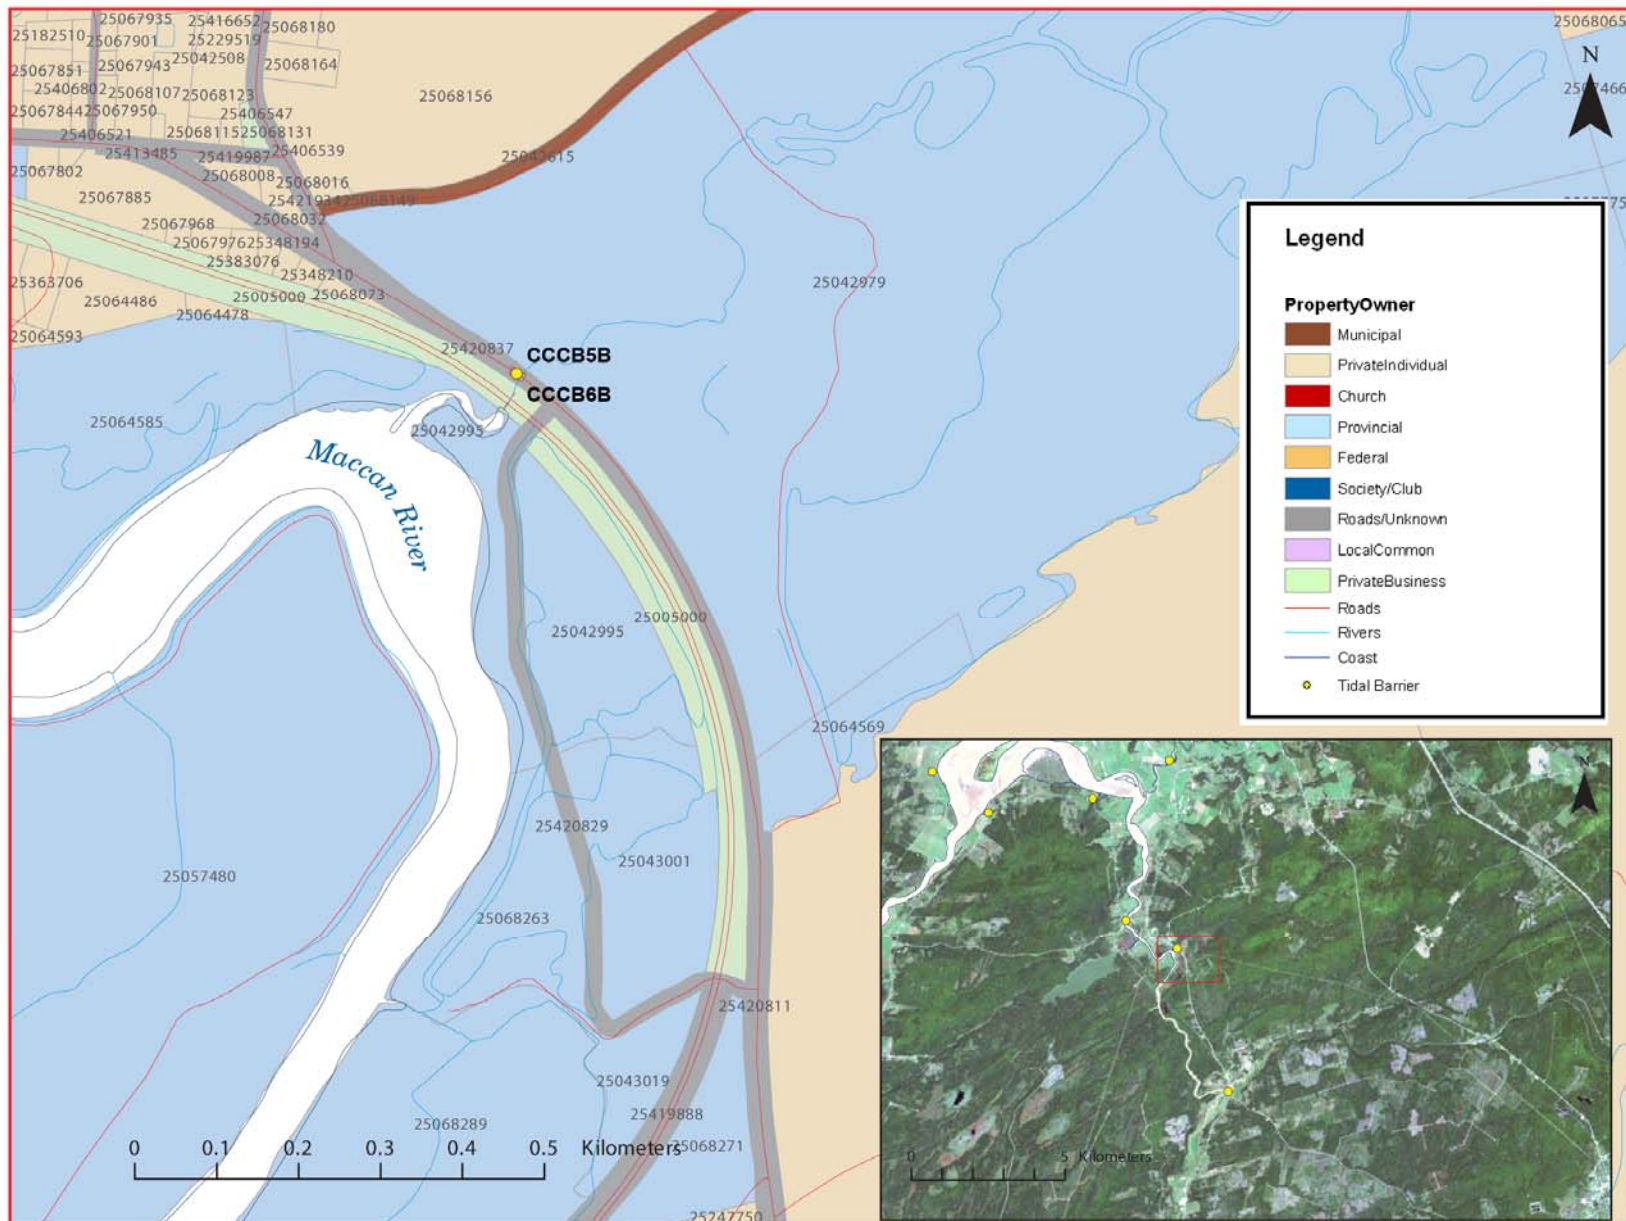 25067935 25416652 25068180
25068065
25182510 25067901 25229519
25042508
25067851 25067943 25068164
25406802 25068107 25068123
25068156
25067844 25067950 25406547
25406521 25068115 25068131
25413485 25419987 25406539
25042615
25067802 25068008 25068016
25067885 25421934 25068149
25067968 25068032
25067976 25348194
25383076
25363706 25348210
25064486 25005000 25068073
25064478
25064593
25042979
25420837
CCCB5B
CCCB6B
25064585
25042995
Maccan River
25042995
25005000
25064569
25420829
25043001
25057480
25068263
25420811
25043019
25419888
25068289
25068271
25247750
0 0.1 0.2 0.3 0.4 0.5 Kilometers
N
Legend
PropertyOwner
Municipal
PrivateIndividual
Church
Provincial
Federal
Society/Club
Roads/Unknown
LocalCommon
PrivateBusiness
Roads
Rivers
Coast
Tidal Barrier
N
0 5 Kilometers